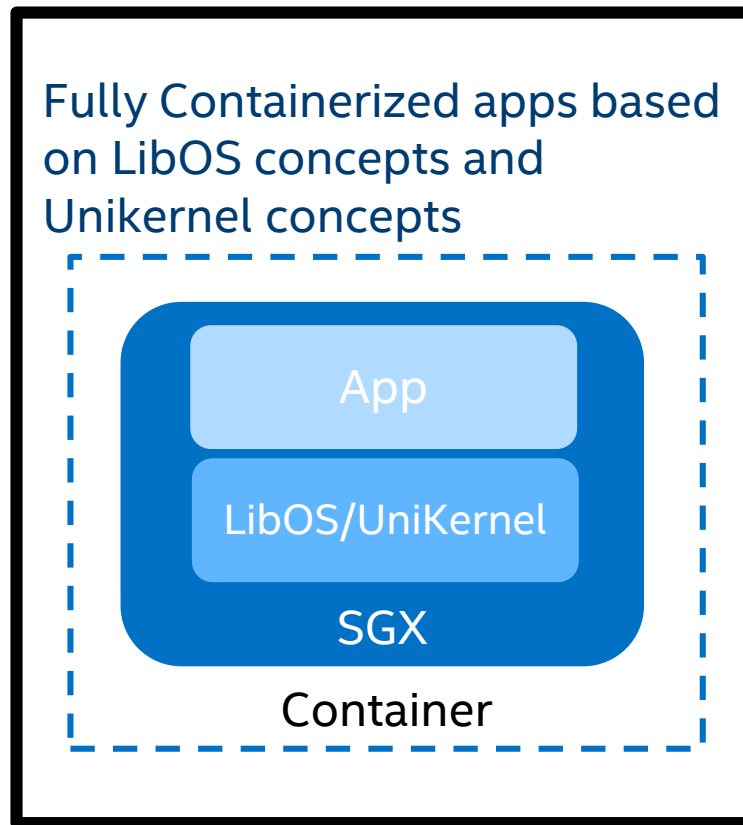 Fully Containerized apps based
on LibOS concepts and
Unikernel concepts
App
LibOS/UniKernel
SGX
Container